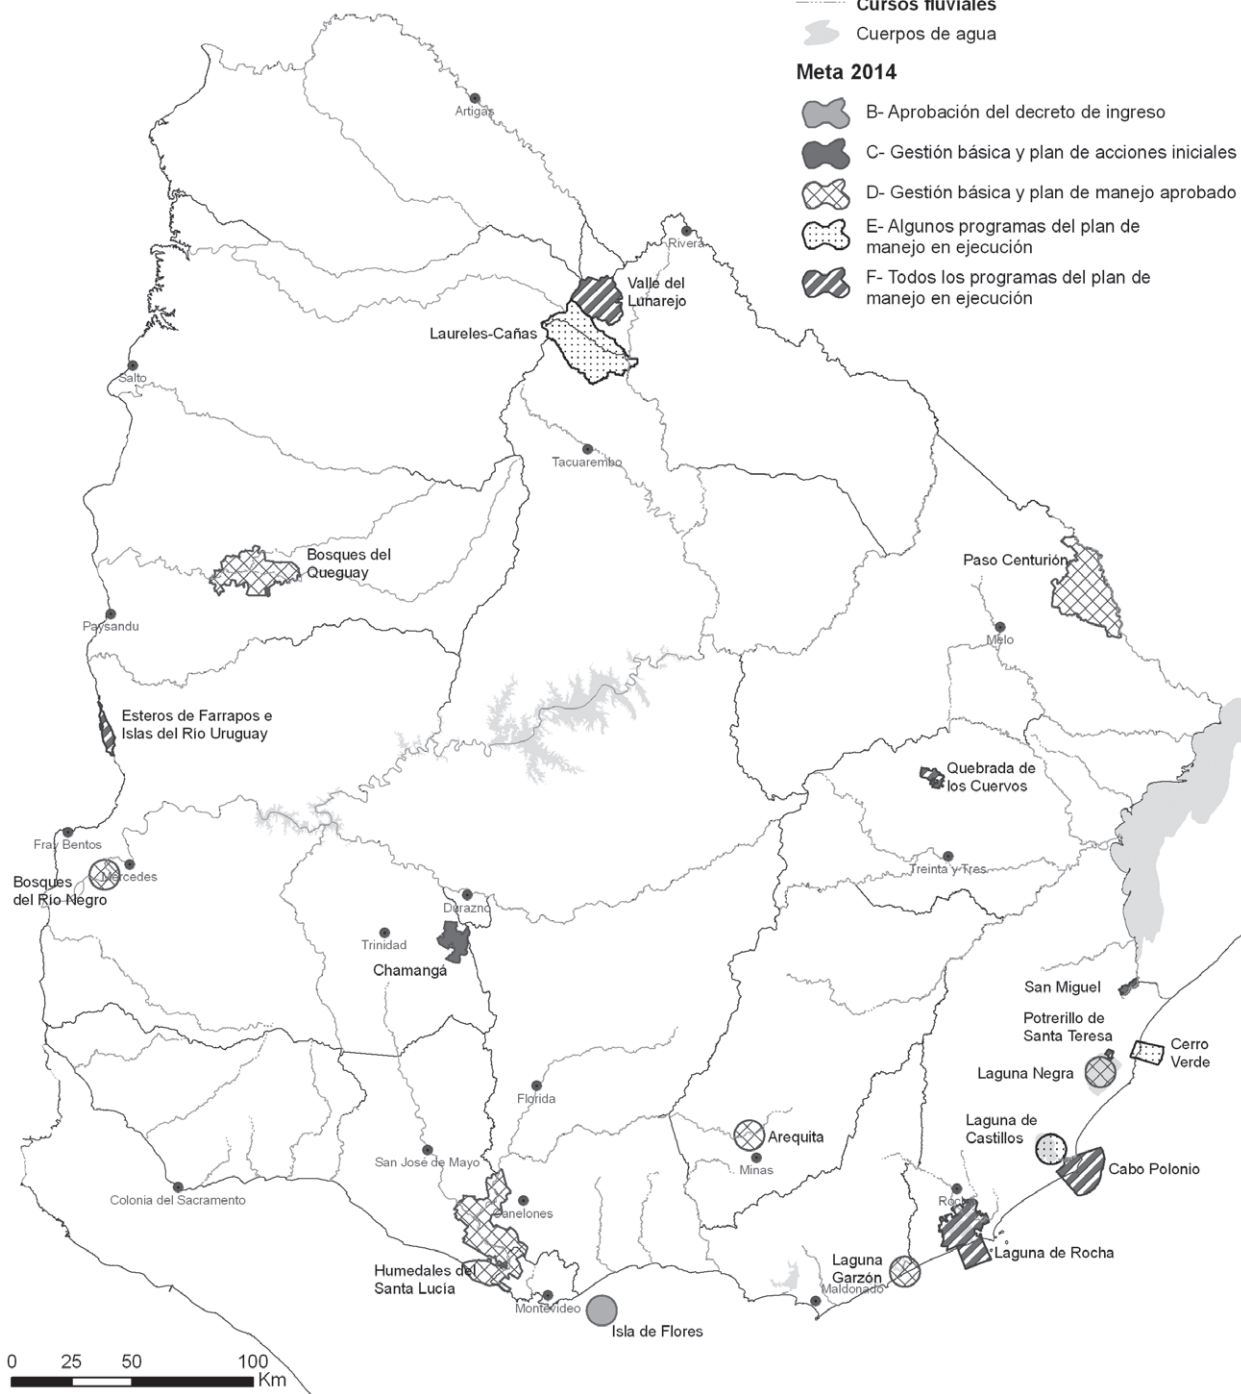 Cursos fluviales
Cuerpos de agua
Meta 2014
B- Aprobación del decreto de ingreso
C- Gestión básica y plan de acciones iniciales
D- Gestión básica y plan de manejo aprobado
E- Algunos programas del plan de
manejo en ejecución
F- Todos los programas del plan de
manejo en ejecución
Artigas
Rivera
Valle del
Lunarejo
Laureles-Cañas
Salto
Tacuarembo
Bosques del
Queguay
Paso Centurión
Paysandu
Melo
Esteros de Farrapos e
Islas del Rio Uruguay
Quebrada de
los Cuervos
Fray Bentos
Mercedes
Bosques
del Rio Negro
Treinta y Tres
Durazno
Trinidad
Chamangá
San Miguel
Potrerillo de
Santa Teresa
Cerro
Verde
Laguna Negra
Florida
Laguna de
Castillos
Arequita
Minas
San José de Mayo
Cabo Polonio
Colonia del Sacramento
Canelones
Rocha
Laguna de Rocha
Humedales del
Santa Lucia
Laguna
Garzón
Maldonado
Montevideo
Isla de Flores
0 25 50 100
Km